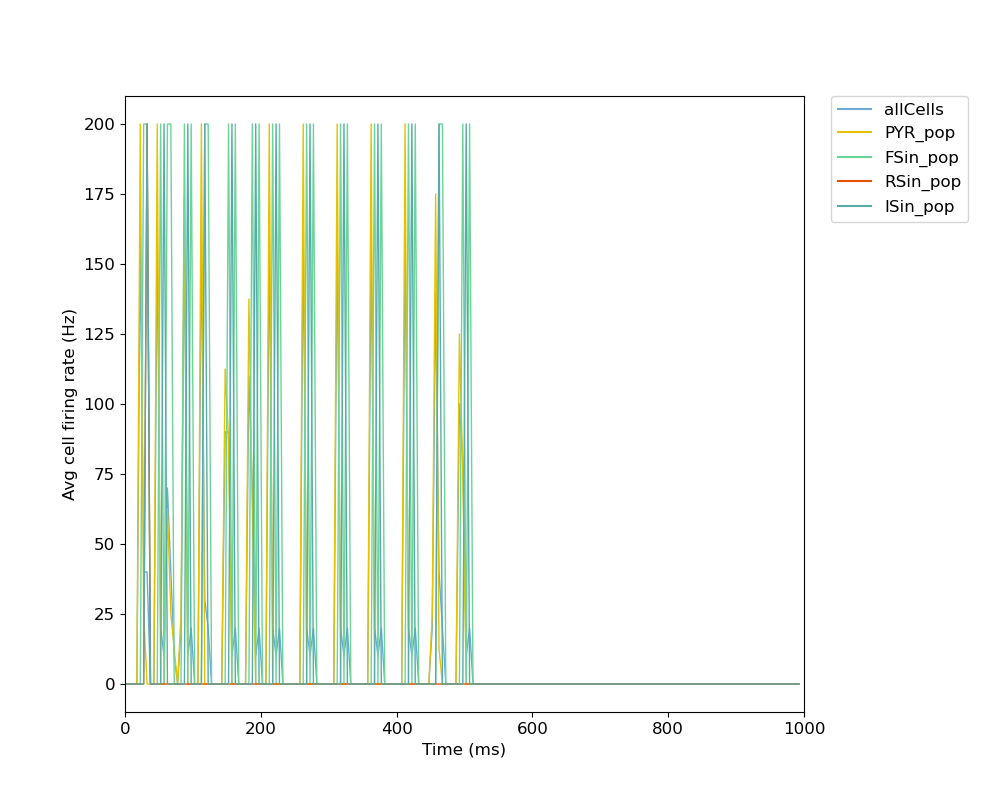 allCells
PYR_pop
FSin_pop
RSin_pop
ISin_pop
200
175
150
125
100
75
50
25
0
Avg cell firing rate (Hz)
0 200 400 600 800 1000
Time (ms)